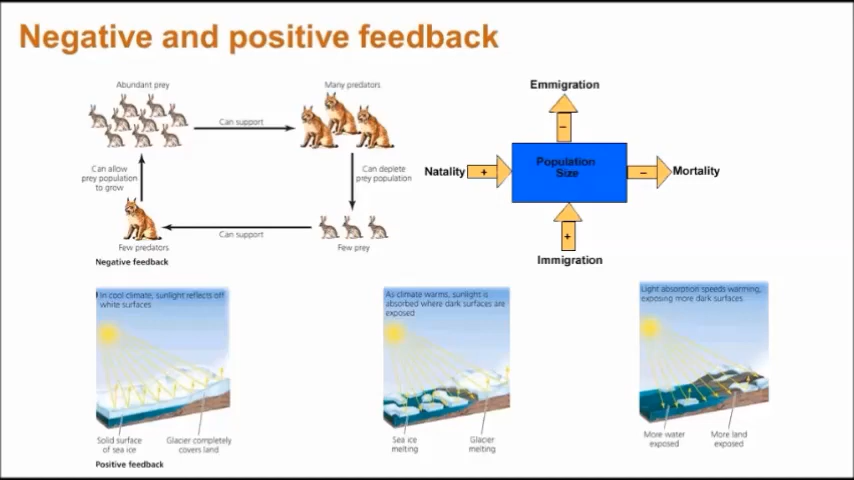 Negative and positive feedback
Abundant prey
Can support
Many predators
Can allow
prey population
to grow
Can deplete
prey population
Few predators
Can support
Few prey
Negative feedback
Emmigration
–
Natality
+
Population
Size
–
Mortality
+
Immigration
In cool climate, sunlight reflects off
white surfaces
Solid surface
of sea ice
Glacier completely
covers land
As climate warms, sunlight is
absorbed where dark surfaces are
exposed
Sea ice
melting
Glacier
melting
Light absorption speeds warming,
exposing more dark surfaces
More water
exposed
More land
exposed
Positive feedback